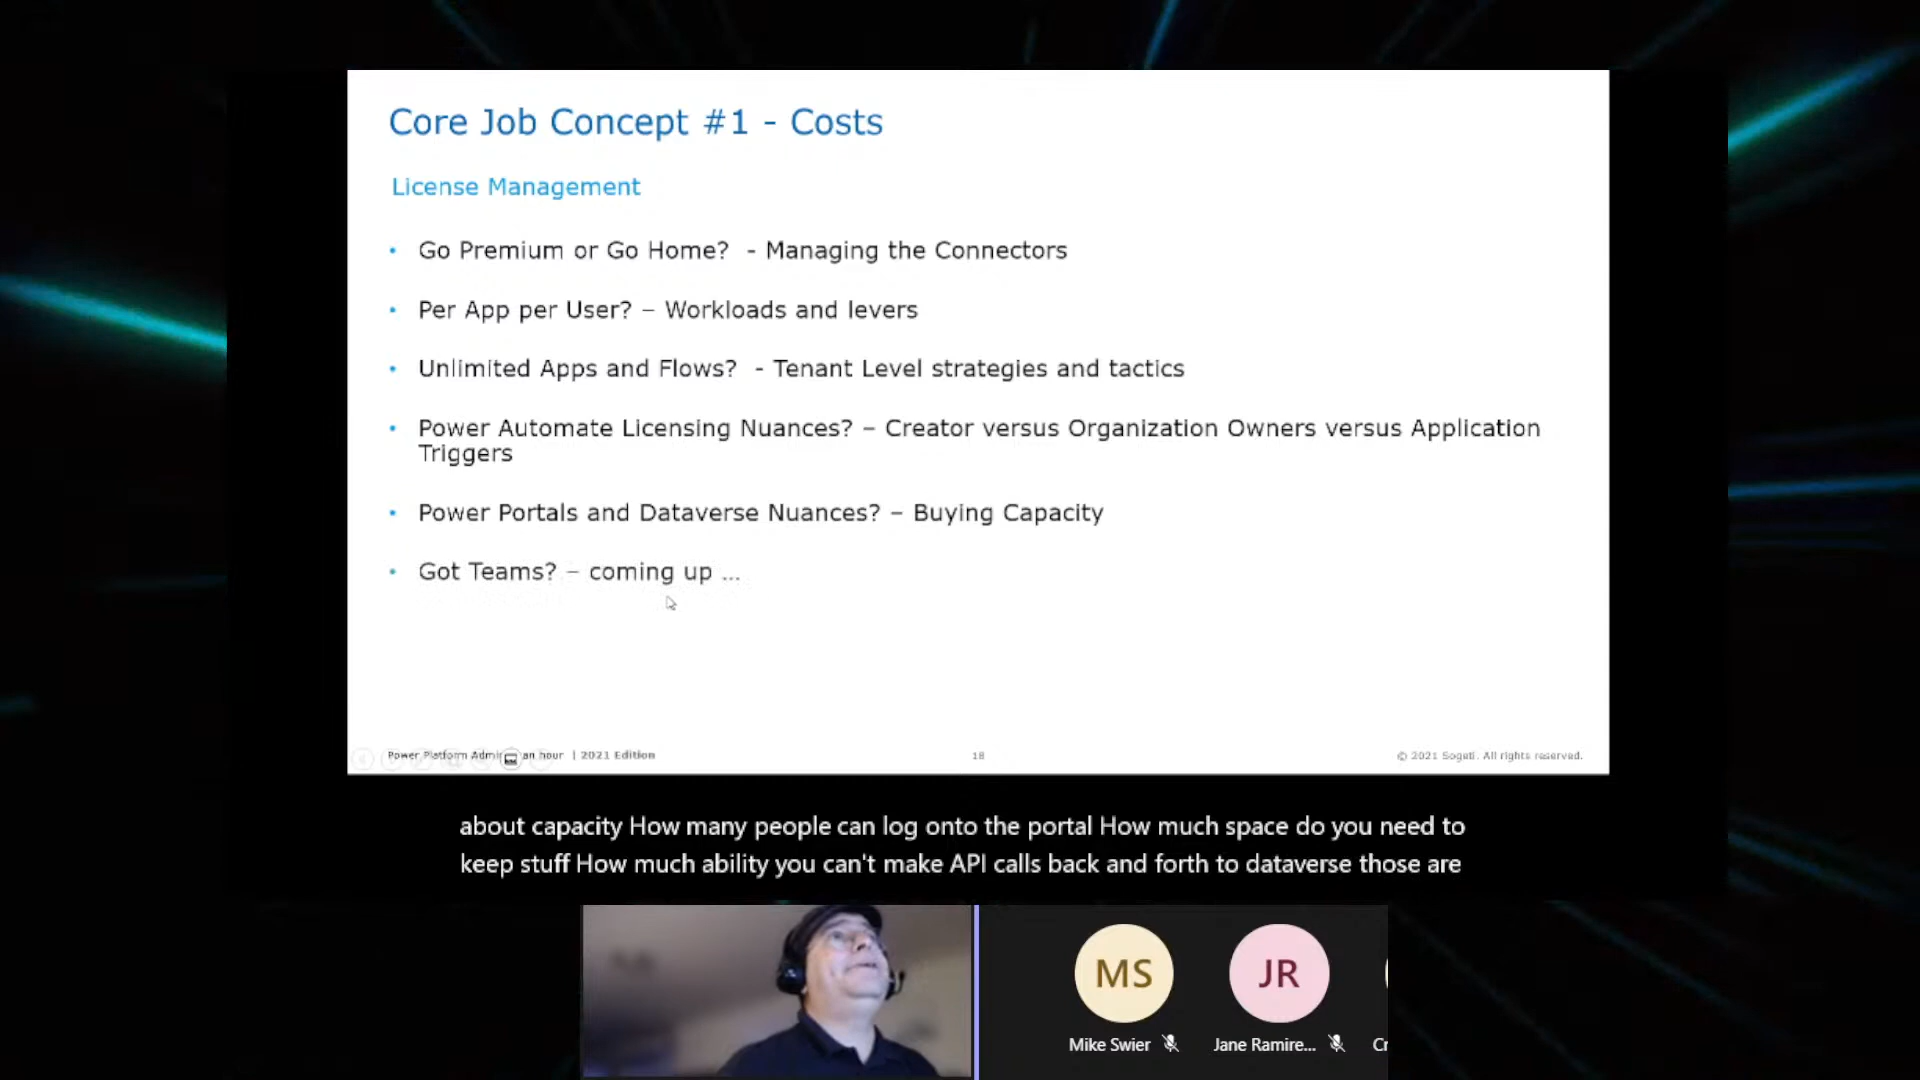 Core Job Concept #1 - Costs
License Management
• Go Premium or Go Home? - Managing the Connectors
• Per App per User? – Workloads and levers
• Unlimited Apps and Flows? - Tenant Level strategies and tactics
• Power Automate Licensing Nuances? – Creator versus Organization Owners versus Application
Triggers
• Power Portals and Dataverse Nuances? – Buying Capacity
• Got Teams? – coming up ...
Power Platform Admin an hour | 2021 Edition
18
© 2021 Sogeti. All rights reserved.
about capacity How many people can log onto the portal How much space do you need to
keep stuff How much ability you can't make API calls back and forth to dataverse those are
MS
JR
Mike Swier
Jane Ramire...
Cr